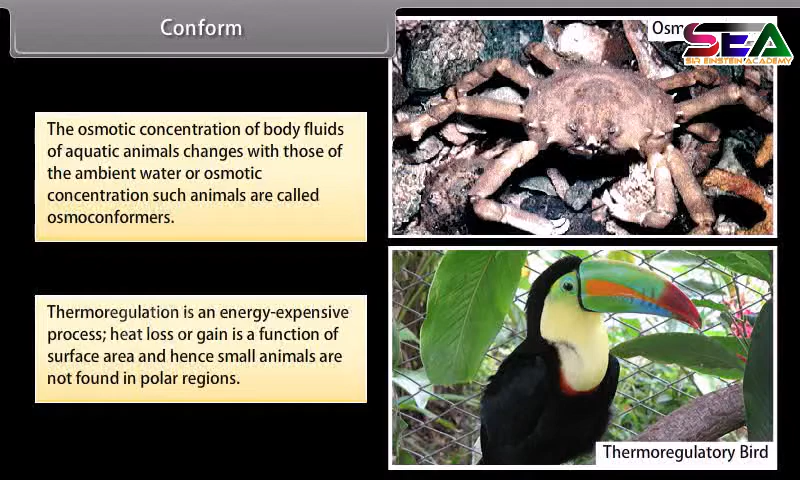 Conform
Osm
SEA
SIR EINSTEIN ACADEMY
The osmotic concentration of body fluids
of aquatic animals changes with those of
the ambient water or osmotic
concentration such animals are called
osmoconformers.
Thermoregulation is an energy-expensive
process; heat loss or gain is a function of
surface area and hence small animals are
not found in polar regions.
Thermoregulatory Bird